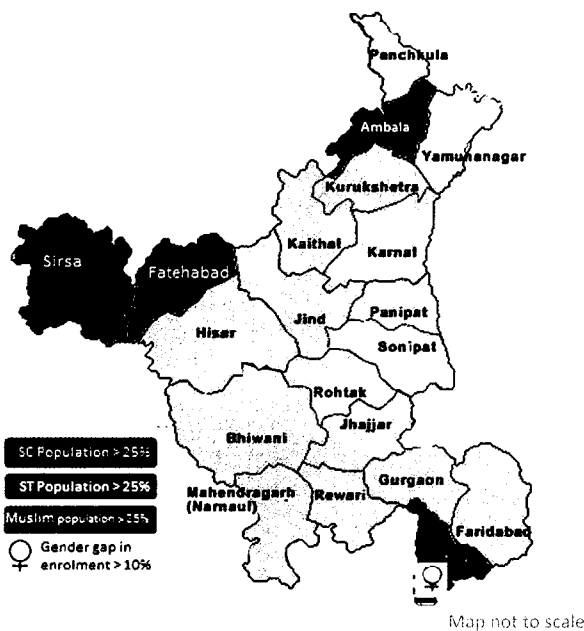 Panchkula
Ambala
Yamunanagar
Kurukshetra
Kaithal
Karnal
Sirsa
Fatehabad
Jind
Panipat
Hisar
Sonipat
Rohtak
Jhajjar
Bhiwani
SC Population > 25%
Gurgaon
ST Population > 25%
Mahendragarh
(Narnaul)
Rewari
Muslim population > 25%
Faridabad
Gender gap in
enrolment > 10%
Map not to scale